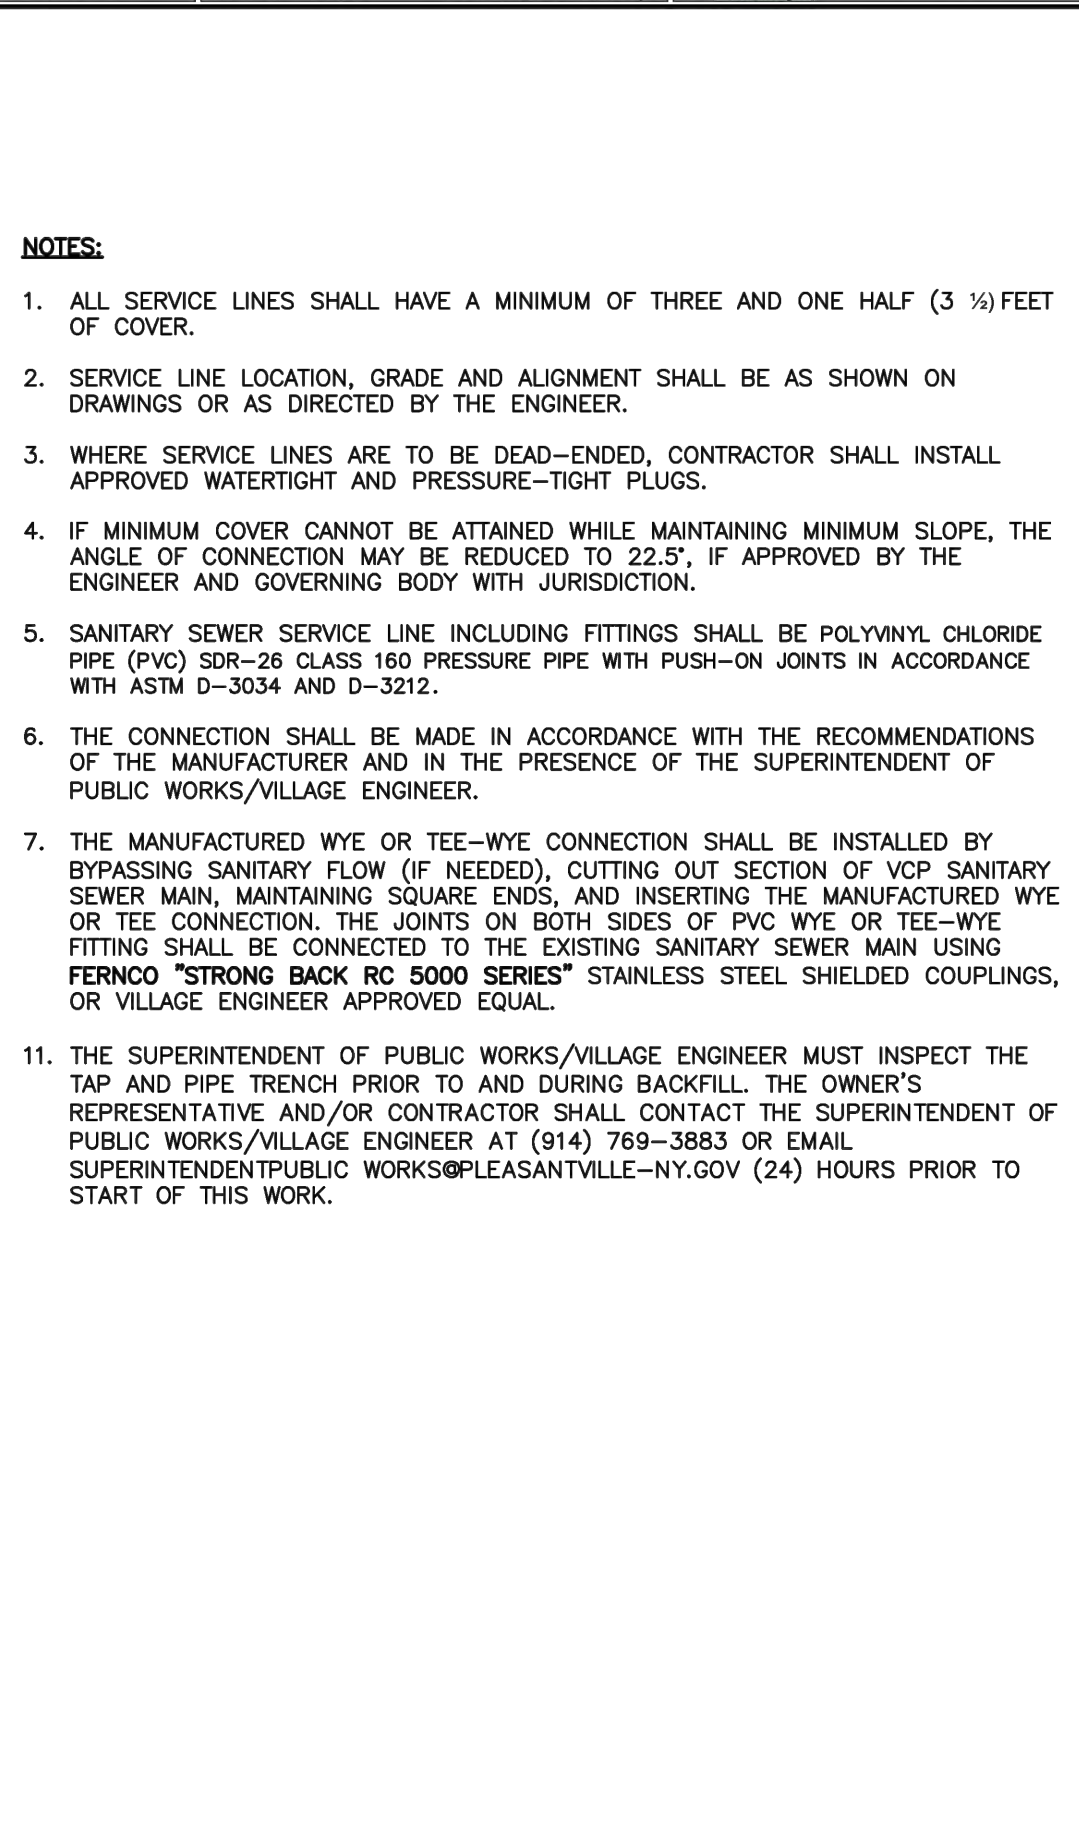 NOTES:
1. ALL SERVICE LINES SHALL HAVE A MINIMUM OF THREE AND ONE HALF (3 ½) FEET
OF COVER.
2. SERVICE LINE LOCATION, GRADE AND ALIGNMENT SHALL BE AS SHOWN ON
DRAWINGS OR AS DIRECTED BY THE ENGINEER.
3. WHERE SERVICE LINES ARE TO BE DEAD-ENDED, CONTRACTOR SHALL INSTALL
APPROVED WATERTIGHT AND PRESSURE-TIGHT PLUGS.
4. IF MINIMUM COVER CANNOT BE ATTAINED WHILE MAINTAINING MINIMUM SLOPE, THE
ANGLE OF CONNECTION MAY BE REDUCED TO 22.5°, IF APPROVED BY THE
ENGINEER AND GOVERNING BODY WITH JURISDICTION.
5. SANITARY SEWER SERVICE LINE INCLUDING FITTINGS SHALL BE POLYVINYL CHLORIDE
PIPE (PVC) SDR-26 CLASS 160 PRESSURE PIPE WITH PUSH-ON JOINTS IN ACCORDANCE
WITH ASTM D-3034 AND D-3212.
6. THE CONNECTION SHALL BE MADE IN ACCORDANCE WITH THE RECOMMENDATIONS
OF THE MANUFACTURER AND IN THE PRESENCE OF THE SUPERINTENDENT OF
PUBLIC WORKS/VILLAGE ENGINEER.
7. THE MANUFACTURED WYE OR TEE-WYE CONNECTION SHALL BE INSTALLED BY
BYPASSING SANITARY FLOW (IF NEEDED), CUTTING OUT SECTION OF VCP SANITARY
SEWER MAIN, MAINTAINING SQUARE ENDS, AND INSERTING THE MANUFACTURED WYE
OR TEE CONNECTION. THE JOINTS ON BOTH SIDES OF PVC WYE OR TEE-WYE
FITTING SHALL BE CONNECTED TO THE EXISTING SANITARY SEWER MAIN USING
FERNCO "STRONG BACK RC 5000 SERIES" STAINLESS STEEL SHIELDED COUPLINGS,
OR VILLAGE ENGINEER APPROVED EQUAL.
11. THE SUPERINTENDENT OF PUBLIC WORKS/VILLAGE ENGINEER MUST INSPECT THE
TAP AND PIPE TRENCH PRIOR TO AND DURING BACKFILL. THE OWNER'S
REPRESENTATIVE AND/OR CONTRACTOR SHALL CONTACT THE SUPERINTENDENT OF
PUBLIC WORKS/VILLAGE ENGINEER AT (914) 769-3883 OR EMAIL
SUPERINTENDENTPUBLIC WORKS@PLEASANTVILLE-NY.GOV (24) HOURS PRIOR TO
START OF THIS WORK.